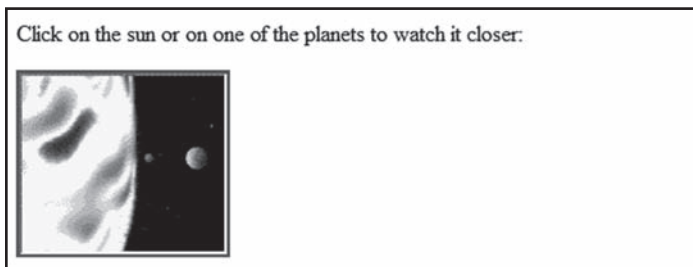 Click on the sun or on one of the planets to watch it closer: